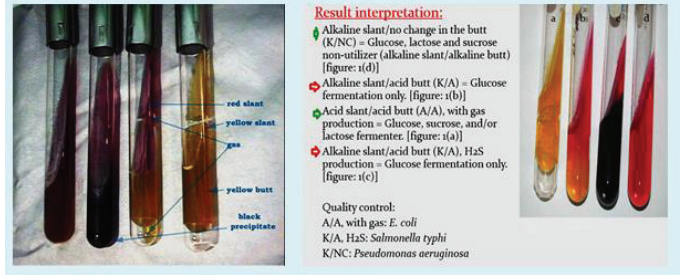 red slant
yellow slant
gas
yellow butt
black
precipitate
Result interpretation:
Alkaline slant/no change in the butt
(K/NC) = Glucose, lactose and sucrose
non-utilizer (alkaline slant/alkaline butt)
[figure: 1(d)]
Alkaline slant/acid butt (K/A) = Glucose
fermentation only. [figure: 1(b)]
Acid slant/acid butt (A/A), with gas
production = Glucose, sucrose, and/or
lactose fermenter. [figure: 1(a)]
Alkaline slant/acid butt (K/A), H2S
production = Glucose fermentation only.
[figure: 1(c)]
Quality control:
A/A, with gas: E. coli
K/A, H2S: Salmonella typhi
K/NC: Pseudomonas aeruginosa
a b c d